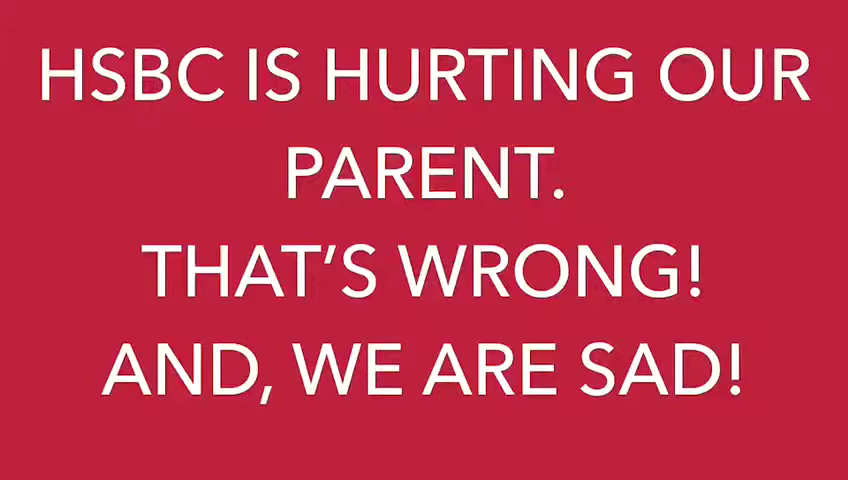 HSBC IS HURTING OUR
PARENT.
THAT'S WRONG!
AND, WE ARE SAD!